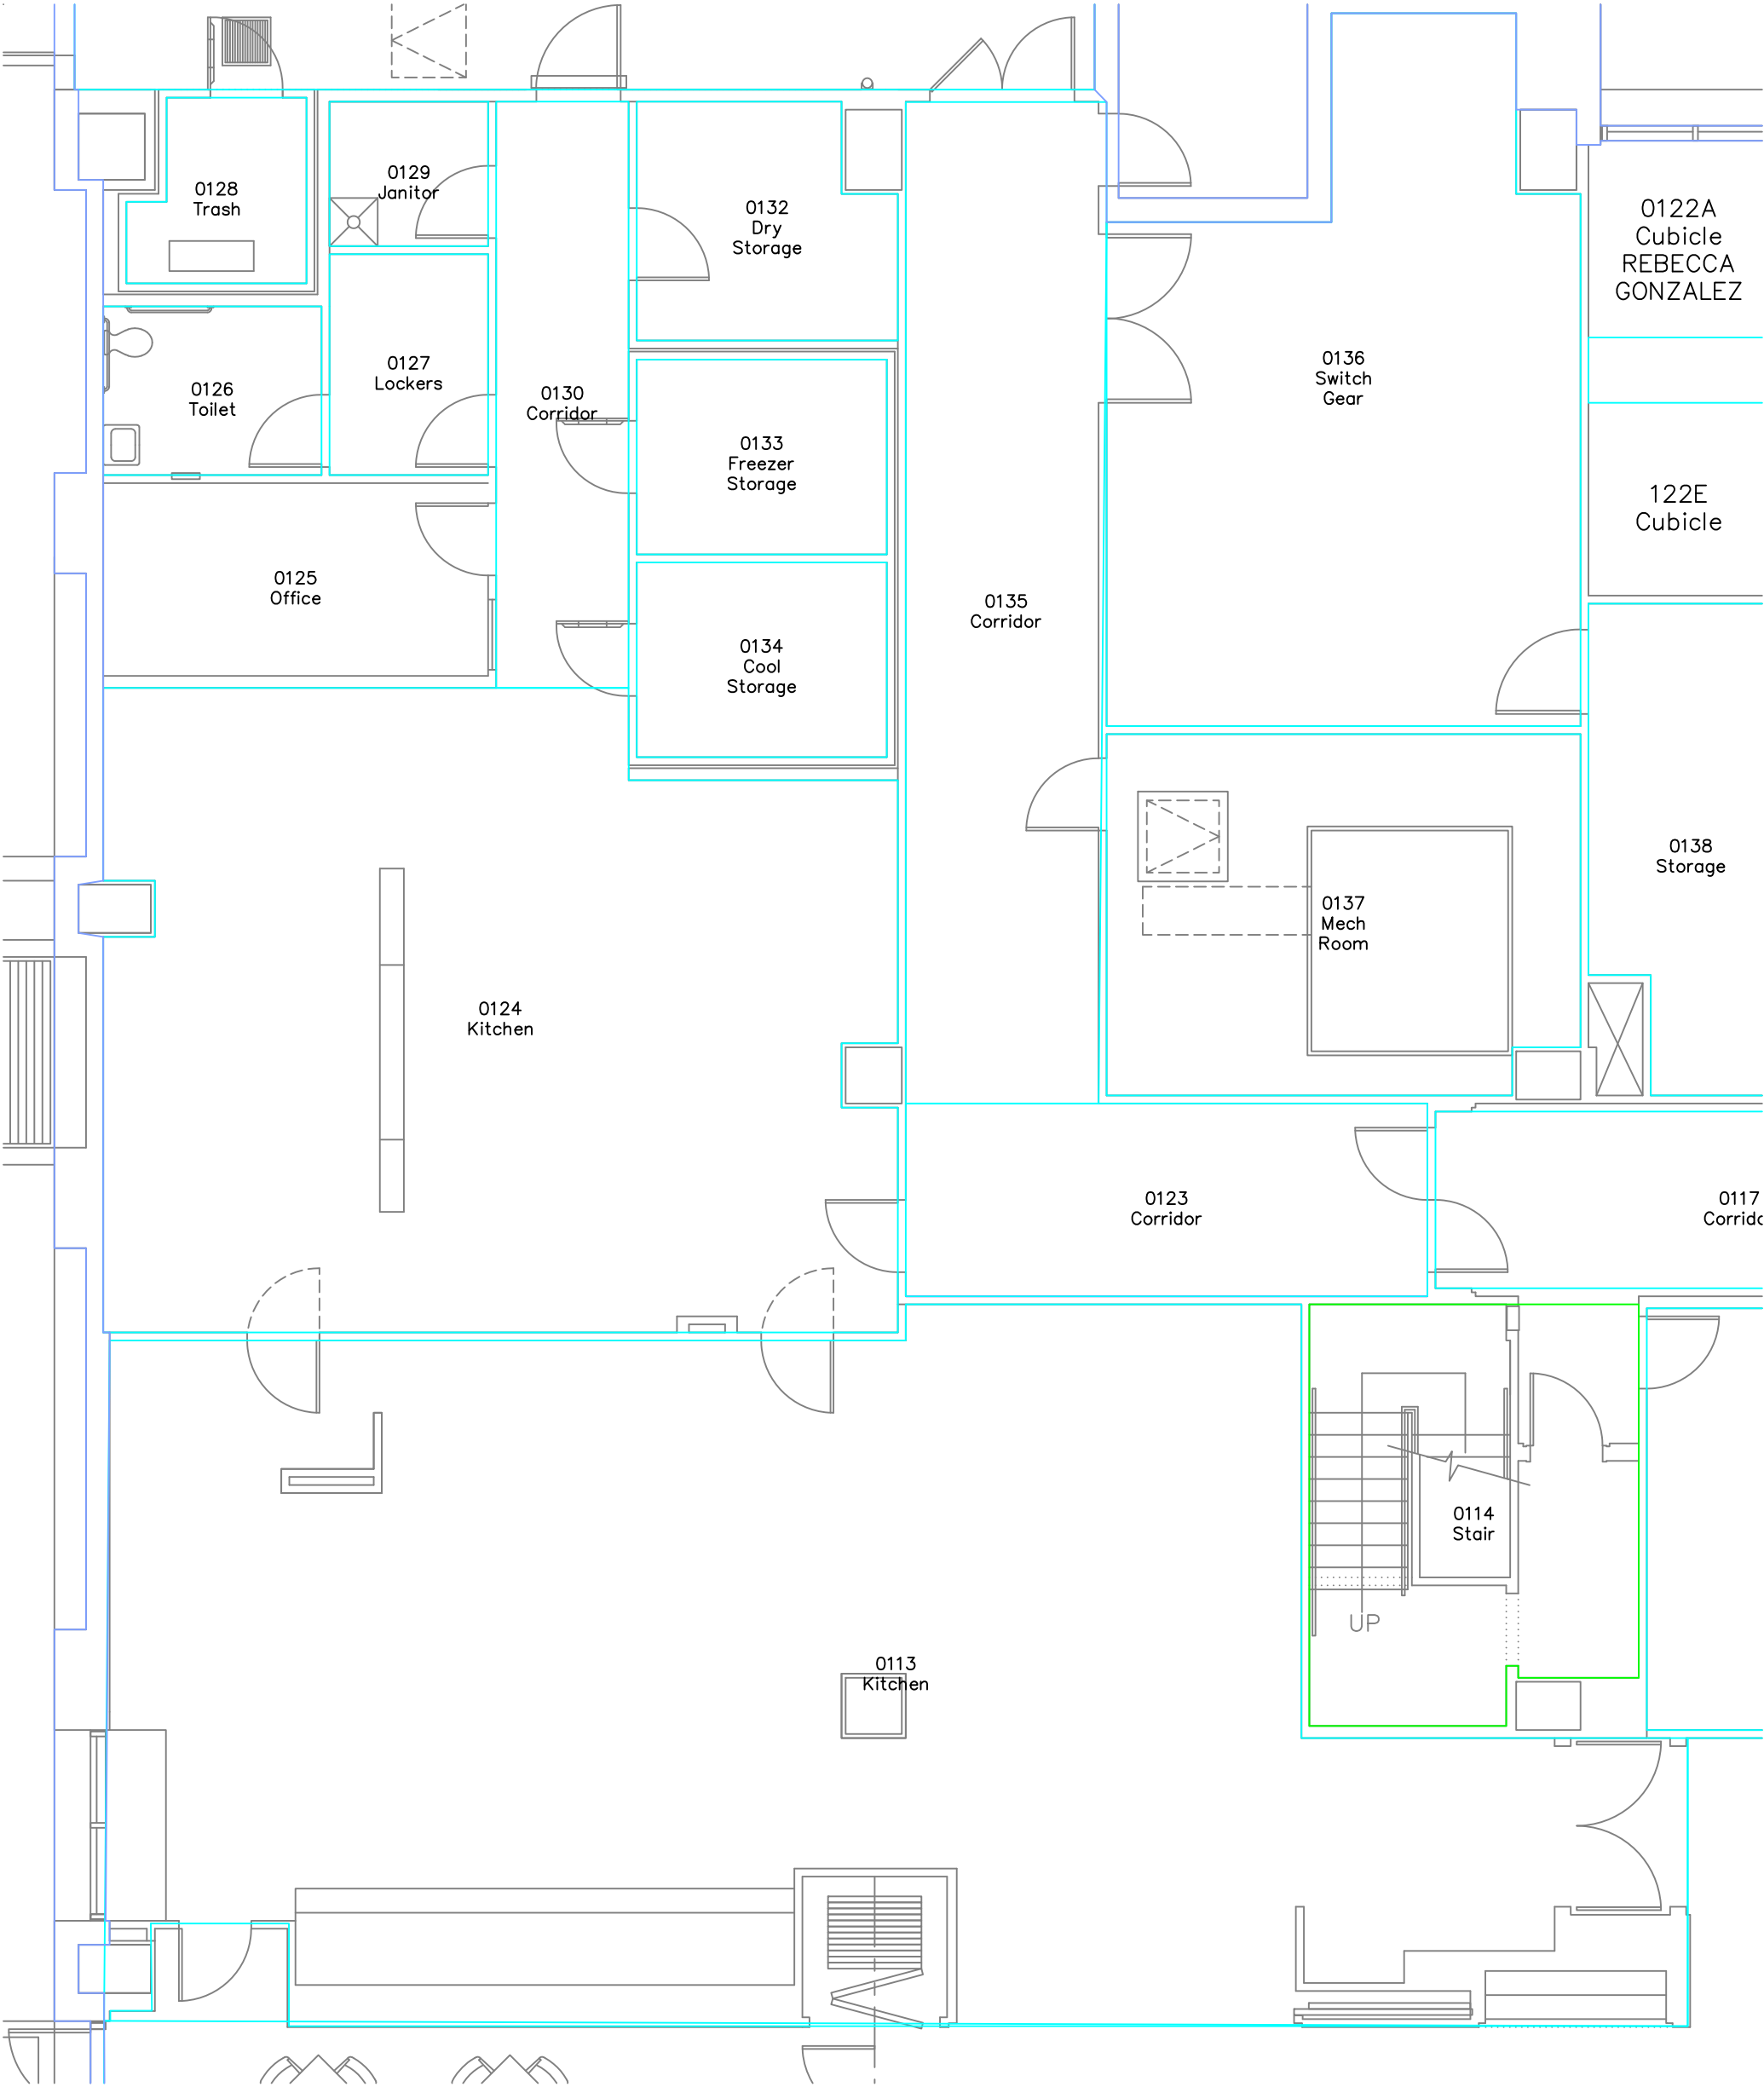 0128
Trash
0129
Janitor
0132
Dry
Storage
0122A
Cubicle
REBECCA
GONZALEZ
0126
Toilet
0127
Lockers
0130
Corridor
0136
Switch
Gear
0133
Freezer
Storage
122E
Cubicle
0125
Office
0135
Corridor
0134
Cool
Storage
0138
Storage
0137
Mech
Room
0124
Kitchen
0123
Corridor
0117
Corrido
0114
Stair
UP
0113
Kitchen